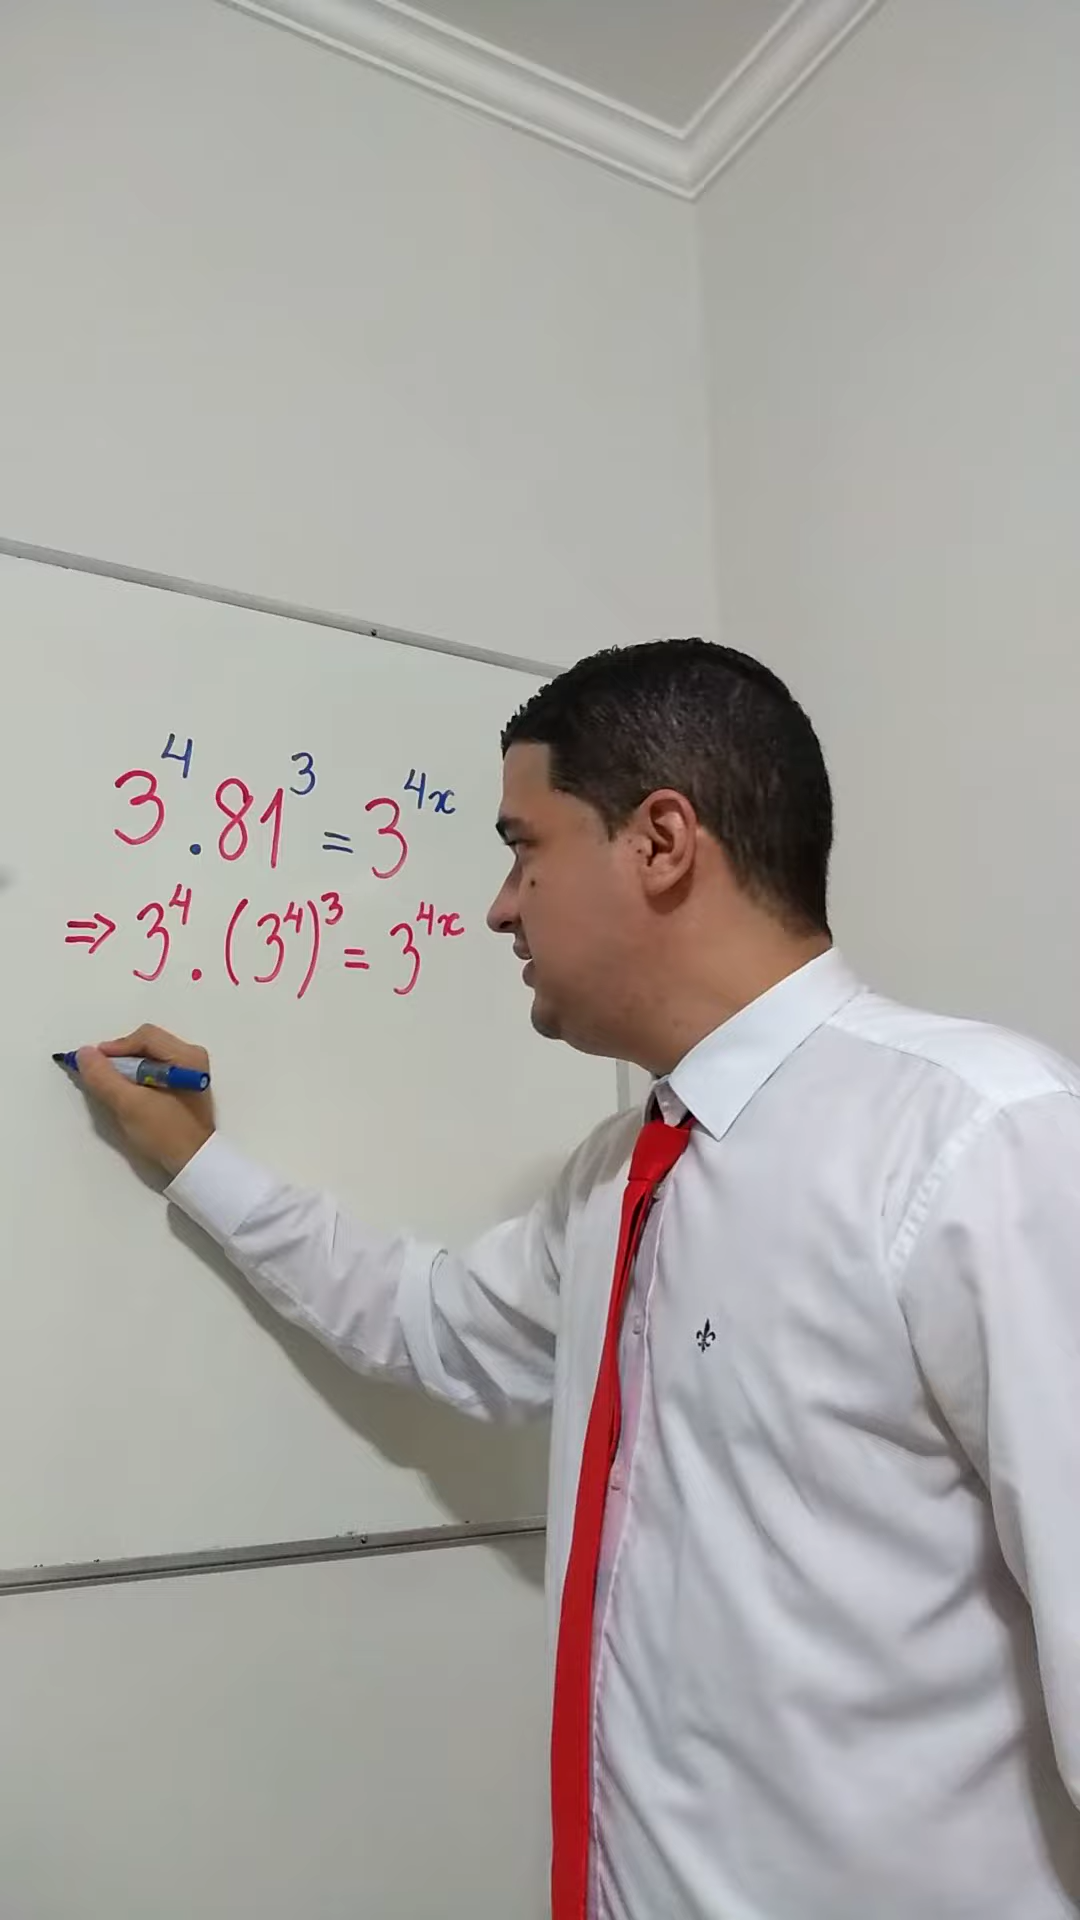 3⁴ . 81³ = 3⁴ˣ
⇒ 3⁴ . (3⁴)³ = 3⁴ˣ